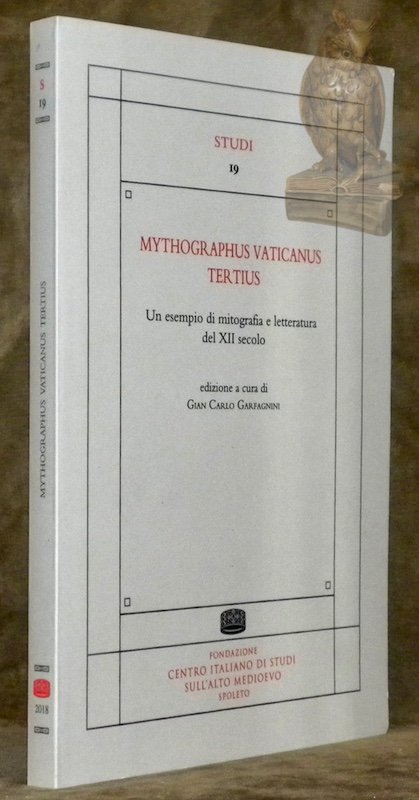 S
19
MYTHOGRAPHUS VATICANUS TERTIUS
2018
STUDI
19
MYTHOGRAPHUS VATICANUS
TERTIUS
Un esempio di mitografia e letteratura
del XII secolo
edizione a cura di
GIAN CARLO GARFAGNINI
FONDAZIONE
CENTRO ITALIANO DI STUDI
SULL'ALTO MEDIOEVO
SPOLETO